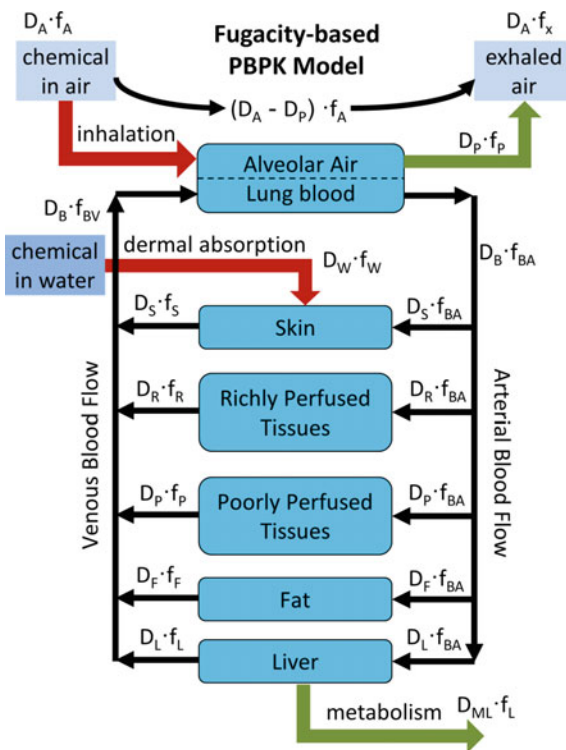 D_A·f_A
Fugacity-based
PBPK Model
D_A·f_x
chemical
in air
exhaled
air
(D_A - D_P) ·f_A
inhalation
D_P·f_P
Alveolar Air
Lung blood
D_B·f_BV
D_B·f_BA
chemical
in water
dermal absorption
D_W·f_W
D_S·f_S
Skin
D_S·f_BA
D_R·f_R
Richly Perfused
Tissues
D_R·f_BA
Venous Blood Flow
Arterial Blood Flow
D_P·f_P
Poorly Perfused
Tissues
D_P·f_BA
D_F·f_F
Fat
D_F·f_BA
D_L·f_L
Liver
D_L·f_BA
metabolism
D_ML·f_L